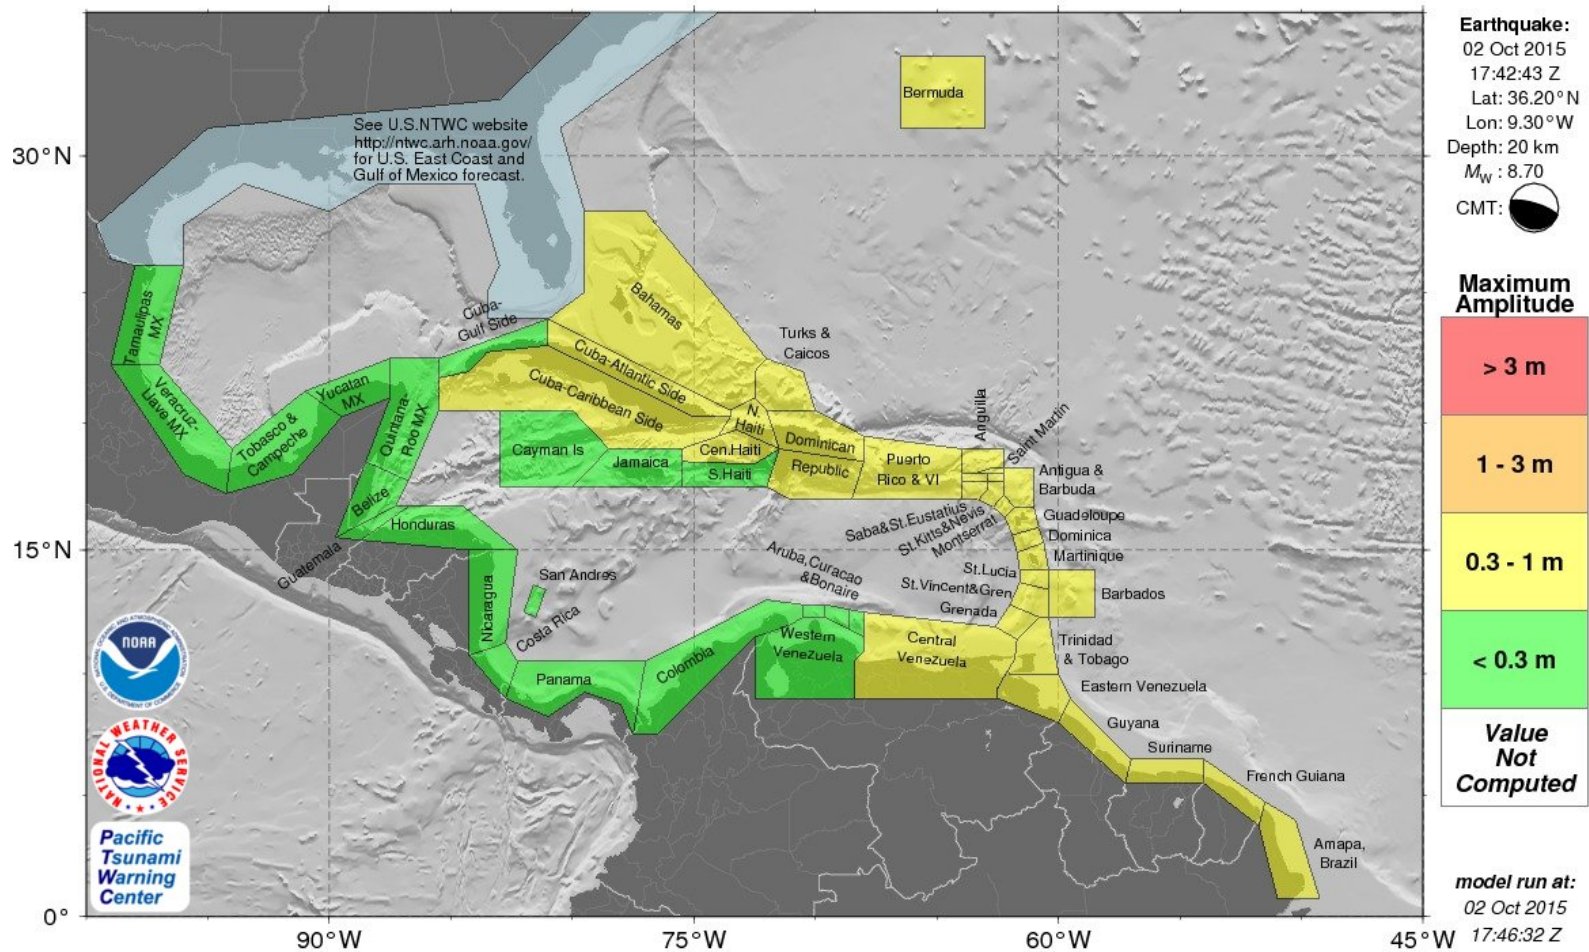 Earthquake:
02 Oct 2015
17:42:43 Z
Lat: 36.20°N
Lon: 9.30°W
Depth: 20 km
MW : 8.70
CMT:
Maximum
Amplitude
> 3 m
1 - 3 m
0.3 - 1 m
< 0.3 m
Value
Not
Computed
model run at:
02 Oct 2015
17:46:32 Z
30°N
15°N
0°
90°W
75°W
60°W
45°W
See U.S.NTWC website
http://ntwc.arh.noaa.gov/
for U.S. East Coast and
Gulf of Mexico forecast.
Bermuda
Bahamas
Turks &
Caicos
Cuba-
Gulf Side
Cuba-Atlantic Side
Cuba-Caribbean Side
Tamaulipas
MX
Veracruz-
Llave MX
Tobasco &
Campeche
Yucatan
MX
Quintana-
Roo MX
Belize
Honduras
Guatemala
Cayman Is
Jamaica
N.
Haiti
Cen.Haiti
S.Haiti
Dominican
Republic
Puerto
Rico & VI
Anguilla
Saint Martin
Antigua &
Barbuda
Saba&St.Eustatius
St.Kitts&Nevis
Montserrat
Guadeloupe
Dominica
Martinique
St.Lucia
St.Vincent&Gren
Barbados
Grenada
Aruba,Curacao
&Bonaire
San Andres
Nicaragua
Costa Rica
Panama
Colombia
Western
Venezuela
Central
Venezuela
Trinidad
& Tobago
Eastern Venezuela
Guyana
Suriname
French Guiana
Amapa,
Brazil
NATIONAL OCEANIC AND ATMOSPHERIC ADMINISTRATION
NOAA
U.S. DEPARTMENT OF COMMERCE
NATIONAL WEATHER SERVICE
Pacific
Tsunami
Warning
Center